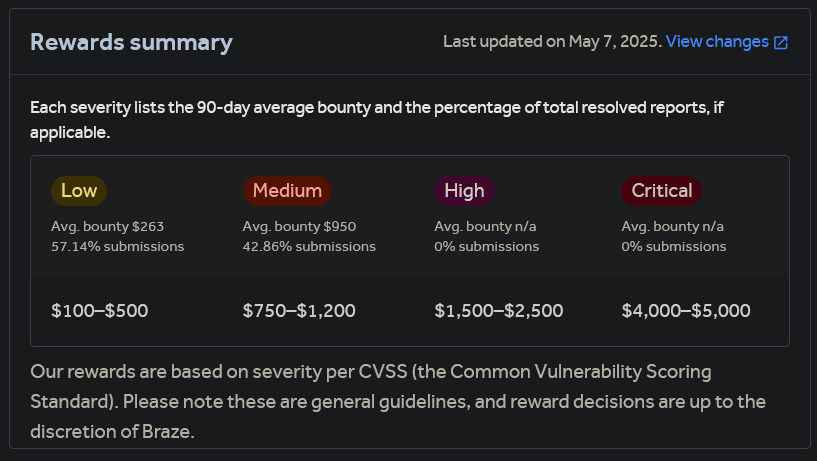 Rewards summary
Last updated on May 7, 2025. View changes
Each severity lists the 90-day average bounty and the percentage of total resolved reports, if
applicable.
Low
Avg. bounty $263
57.14% submissions
$100–$500
Medium
Avg. bounty $950
42.86% submissions
$750–$1,200
High
Avg. bounty n/a
0% submissions
$1,500–$2,500
Critical
Avg. bounty n/a
0% submissions
$4,000–$5,000
Our rewards are based on severity per CVSS (the Common Vulnerability Scoring
Standard). Please note these are general guidelines, and reward decisions are up to the
discretion of Braze.